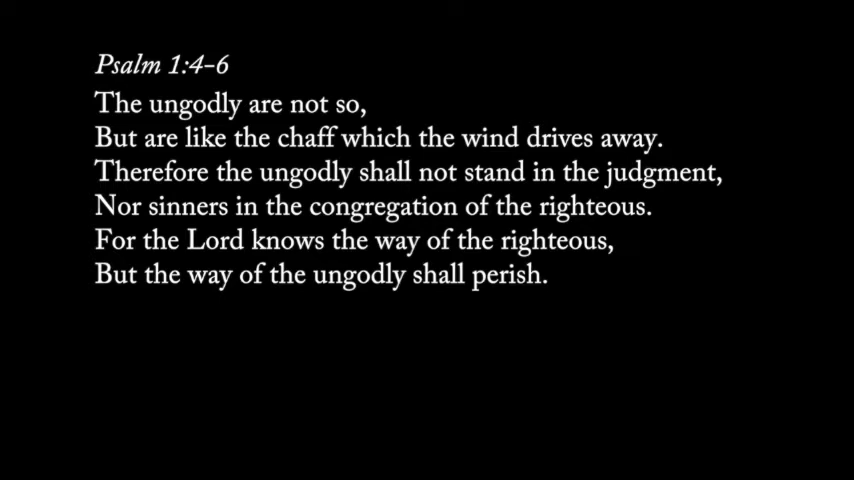 Psalm 1:4-6
The ungodly are not so,
But are like the chaff which the wind drives away.
Therefore the ungodly shall not stand in the judgment,
Nor sinners in the congregation of the righteous.
For the Lord knows the way of the righteous,
But the way of the ungodly shall perish.